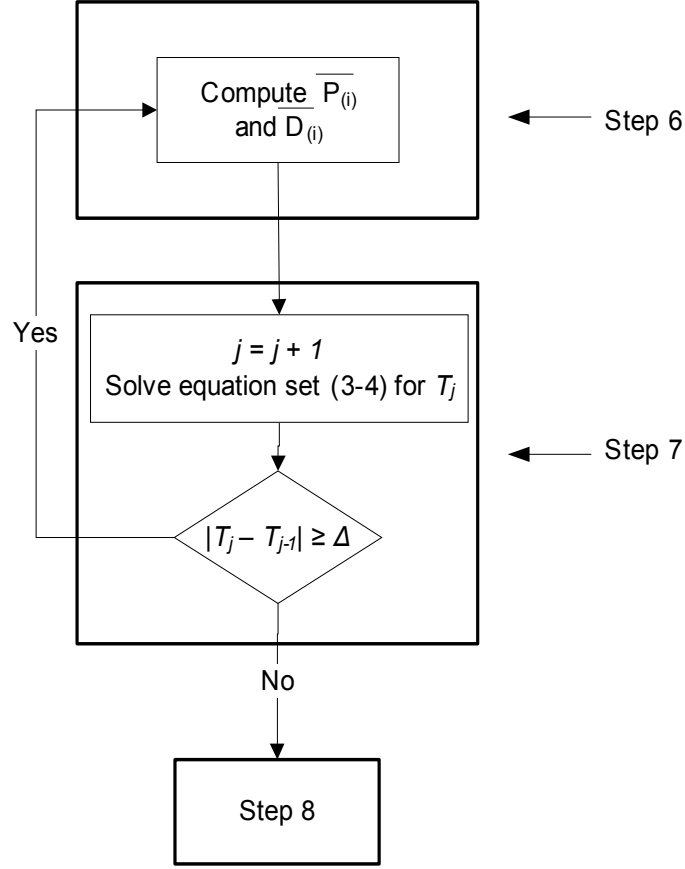 Compute P̅₍ᵢ₎
and D̅₍ᵢ₎
Step 6
Yes
j = j + 1
Solve equation set (3-4) for Tⱼ
Step 7
|Tⱼ – Tⱼ₋₁| ≥ Δ
No
Step 8